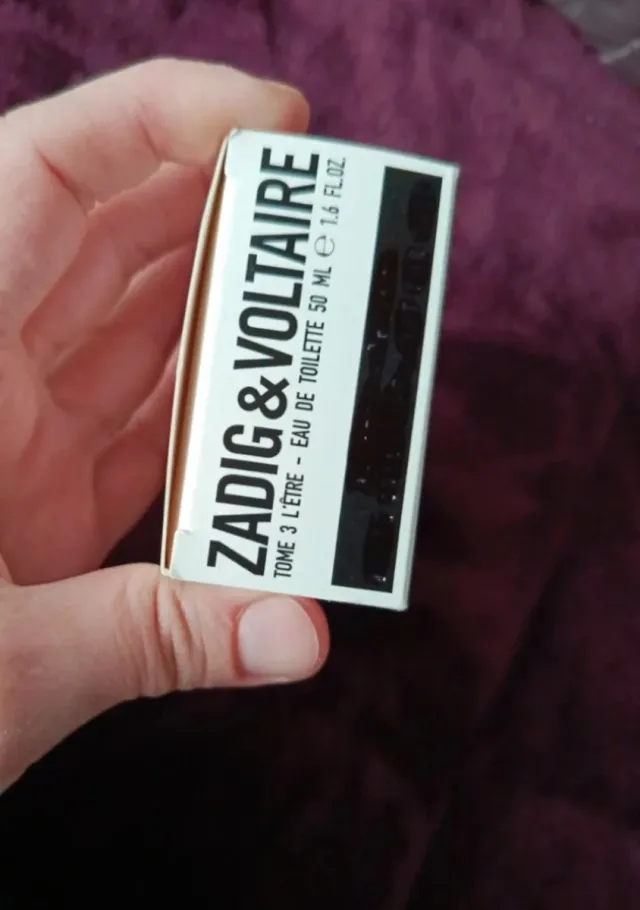 ZADIG&VOLTAIRE
TOME 3 L'ÊTRE - EAU DE TOILETTE 50 ML ℮ 1.6 FL.OZ.